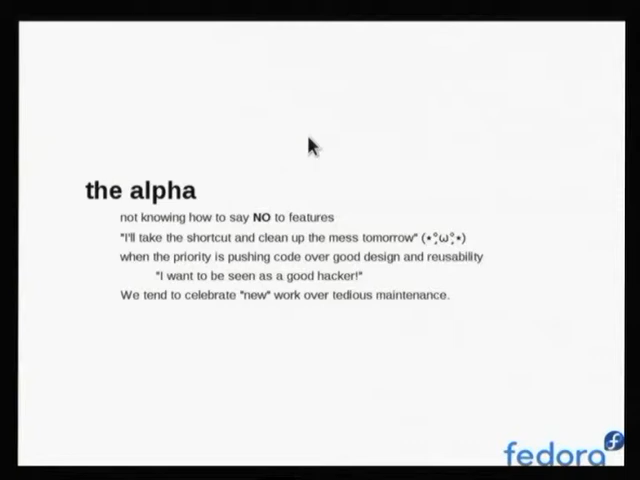 the alpha
not knowing how to say NO to features
"I'll take the shortcut and clean up the mess tomorrow" (•̥̊ω•̥̊)
when the priority is pushing code over good design and reusability
"I want to be seen as a good hacker!"
We tend to celebrate "new" work over tedious maintenance.
fedora